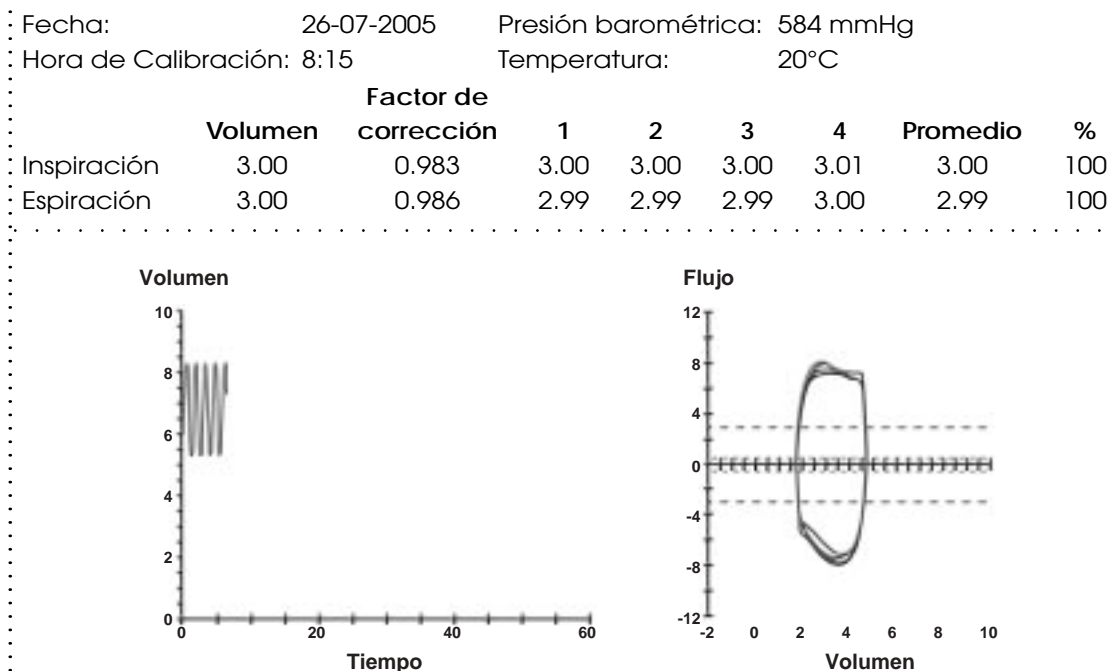 Fecha: 26-07-2005 Presión barométrica: 584 mmHg
Hora de Calibración: 8:15 Temperatura: 20°C
Factor de
Volumen corrección 1 2 3 4 Promedio %
Inspiración 3.00 0.983 3.00 3.00 3.00 3.01 3.00 100
Espiración 3.00 0.986 2.99 2.99 2.99 3.00 2.99 100
Volumen
10
8
6
4
2
0
0 20 40 60
Tiempo
Flujo
12
8
4
0
-4
-8
-12
-2 0 2 4 6 8 10
Volumen